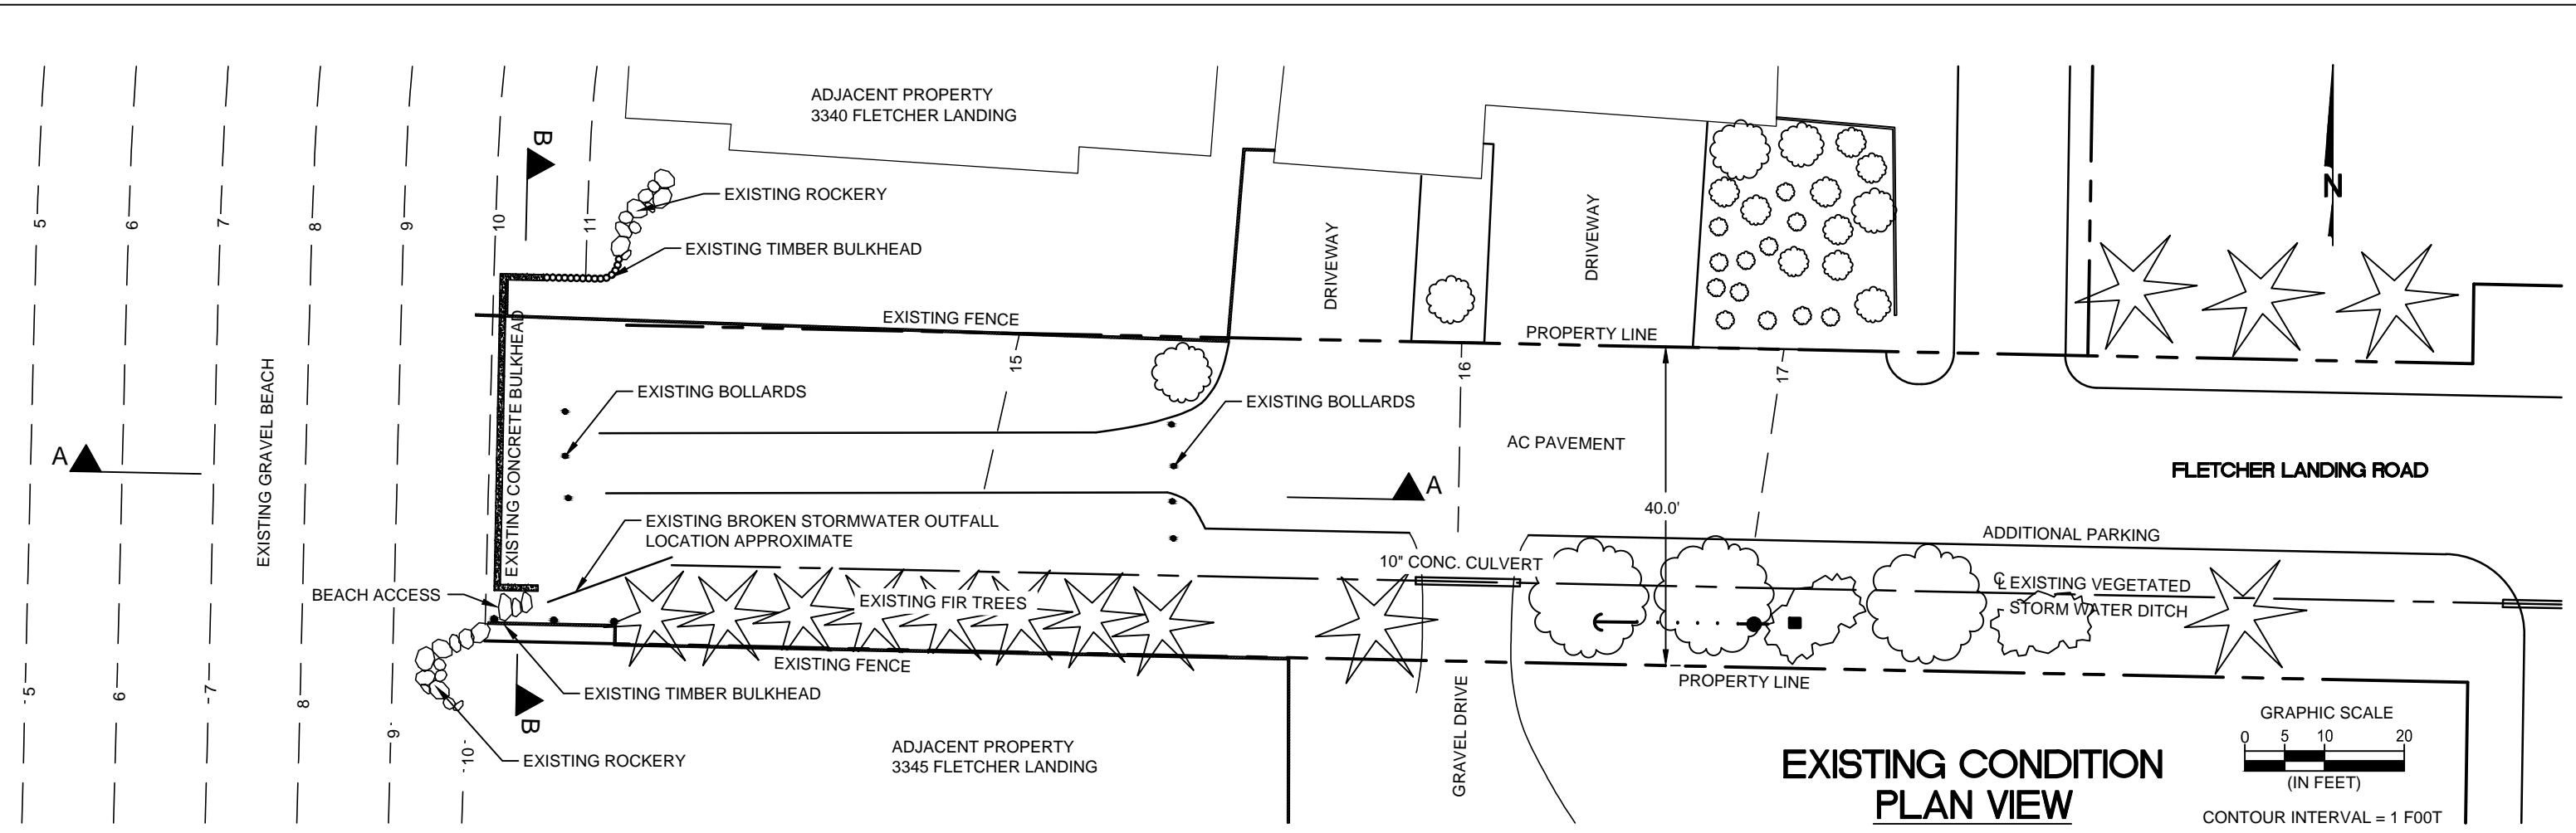 ADJACENT PROPERTY
3340 FLETCHER LANDING
B
N
EXISTING ROCKERY
EXISTING TIMBER BULKHEAD
5
6
7
8
9
10
11
DRIVEWAY
DRIVEWAY
EXISTING FENCE
PROPERTY LINE
15
16
17
EXISTING GRAVEL BEACH
EXISTING CONCRETE BULKHEAD
EXISTING BOLLARDS
EXISTING BOLLARDS
AC PAVEMENT
FLETCHER LANDING ROAD
A
A
40.0'
EXISTING BROKEN STORMWATER OUTFALL
LOCATION APPROXIMATE
ADDITIONAL PARKING
10" CONC. CULVERT
BEACH ACCESS
EXISTING FIR TREES
℄ EXISTING VEGETATED
STORM WATER DITCH
EXISTING FENCE
PROPERTY LINE
EXISTING TIMBER BULKHEAD
5
6
7
8
9
10
B
EXISTING ROCKERY
ADJACENT PROPERTY
3345 FLETCHER LANDING
GRAVEL DRIVE
EXISTING CONDITION
PLAN VIEW
GRAPHIC SCALE
0 5 10 20
(IN FEET)
CONTOUR INTERVAL = 1 F00T